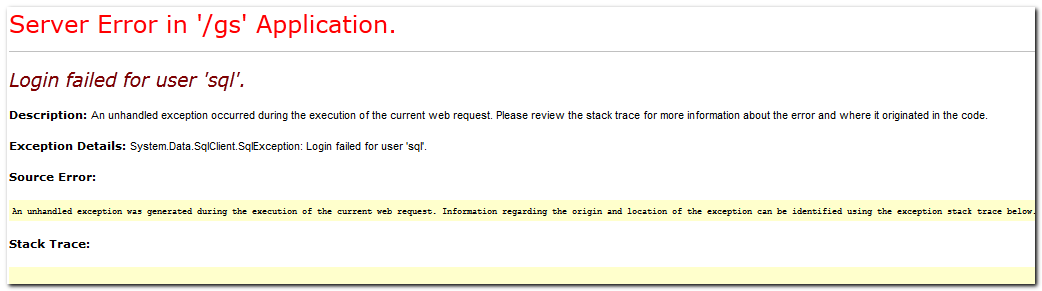 Server Error in '/gs' Application.
Login failed for user 'sql'.
Description: An unhandled exception occurred during the execution of the current web request. Please review the stack trace for more information about the error and where it originated in the code.
Exception Details: System.Data.SqlClient.SqlException: Login failed for user 'sql'.
Source Error:
An unhandled exception was generated during the execution of the current web request. Information regarding the origin and location of the exception can be identified using the exception stack trace below.
Stack Trace: